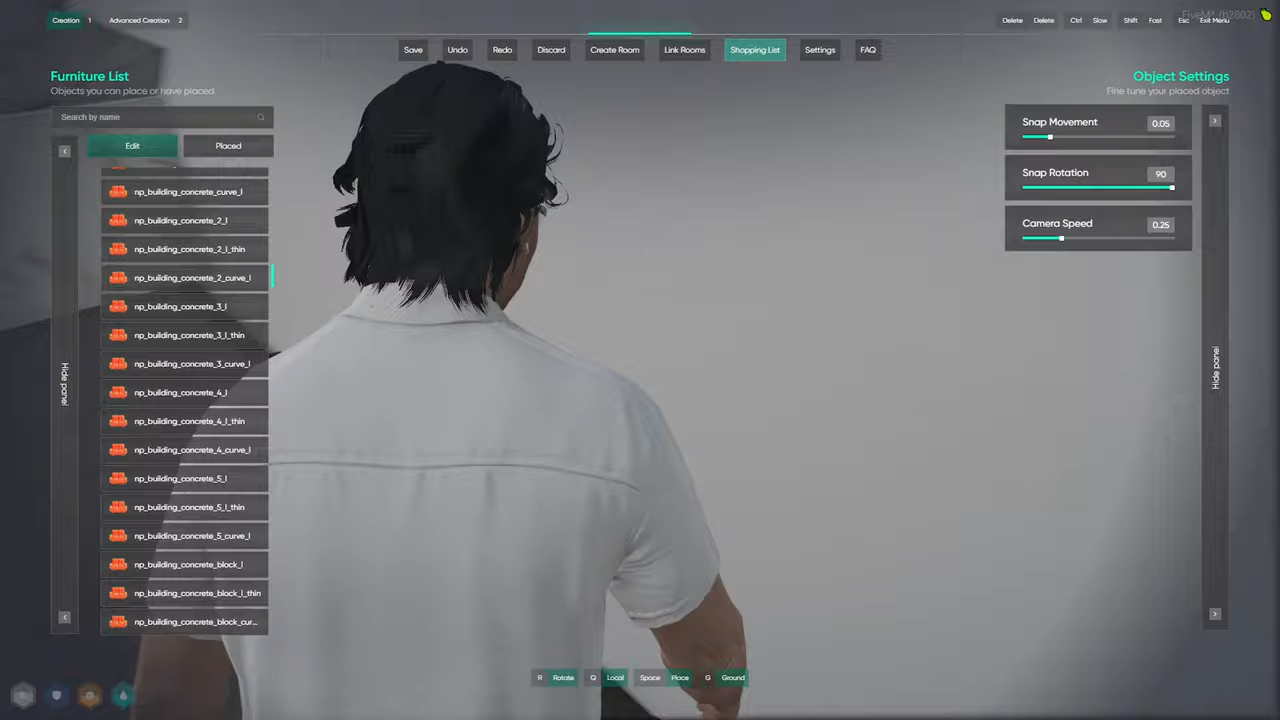 Creation 1 Advanced Creation 2
FiveM* (b2802)
Delete Delete Ctrl Slow Shift Fast Esc Exit Menu
Save Undo Redo Discard Create Room Link Rooms Shopping List Settings FAQ
Furniture List
Objects you can place or have placed.
Search by name
Edit Placed
np_building_concrete_curve_l
np_building_concrete_2_l
np_building_concrete_2_l_thin
np_building_concrete_2_curve_l
np_building_concrete_3_l
np_building_concrete_3_l_thin
np_building_concrete_3_curve_l
np_building_concrete_4_l
np_building_concrete_4_l_thin
np_building_concrete_4_curve_l
np_building_concrete_5_l
np_building_concrete_5_l_thin
np_building_concrete_5_curve_l
np_building_concrete_block_l
np_building_concrete_block_l_thin
np_building_concrete_block_cur...
Hide panel
Object Settings
Fine tune your placed object
Snap Movement 0.05
Snap Rotation 90
Camera Speed 0.25
Hide panel
R Rotate Q Local Space Place G Ground